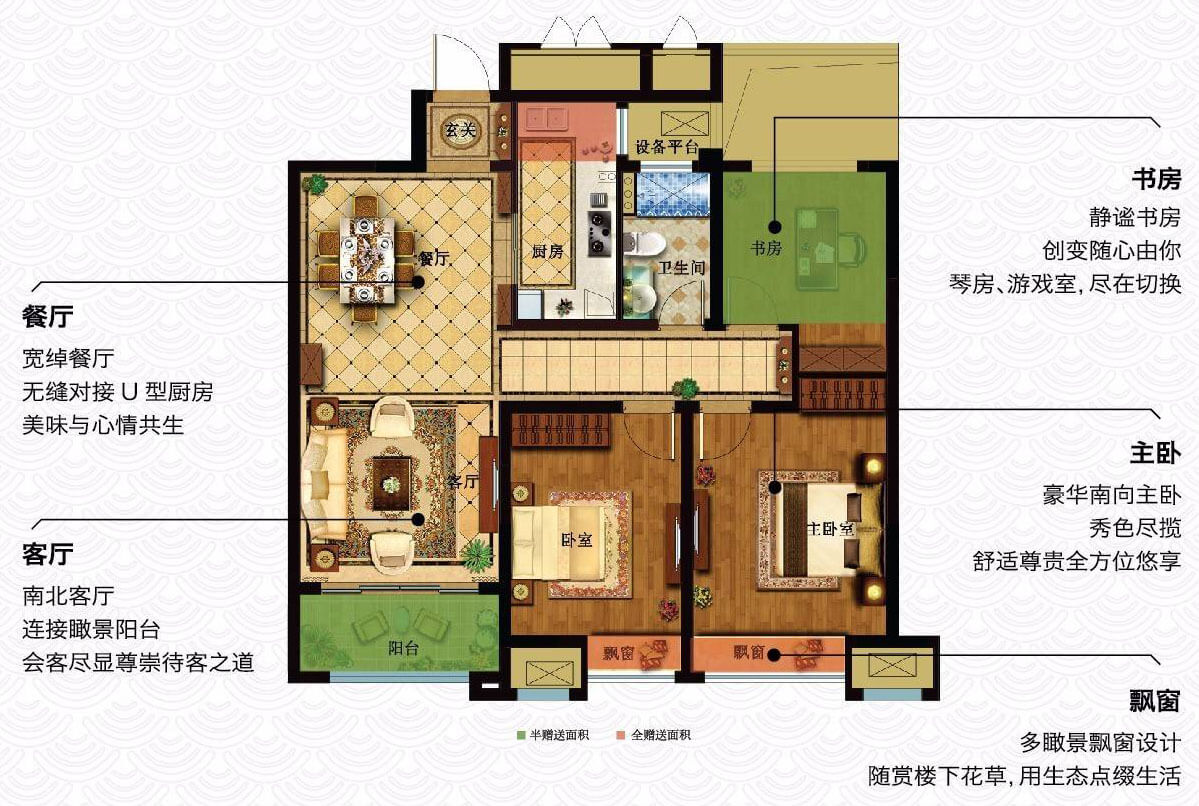 玄关
设备平台
餐厅
厨房
卫生间
书房
客厅
卧室
主卧室
阳台
飘窗
飘窗
半赠送面积
全赠送面积
餐厅
宽绰餐厅
无缝对接 U 型厨房
美味与心情共生
客厅
南北客厅
连接瞰景阳台
会客尽显尊崇待客之道
书房
静谧书房
创变随心由你
琴房、游戏室, 尽在切换
主卧
豪华南向主卧
秀色尽揽
舒适尊贵全方位悠享
飘窗
多瞰景飘窗设计
随赏楼下花草, 用生态点缀生活